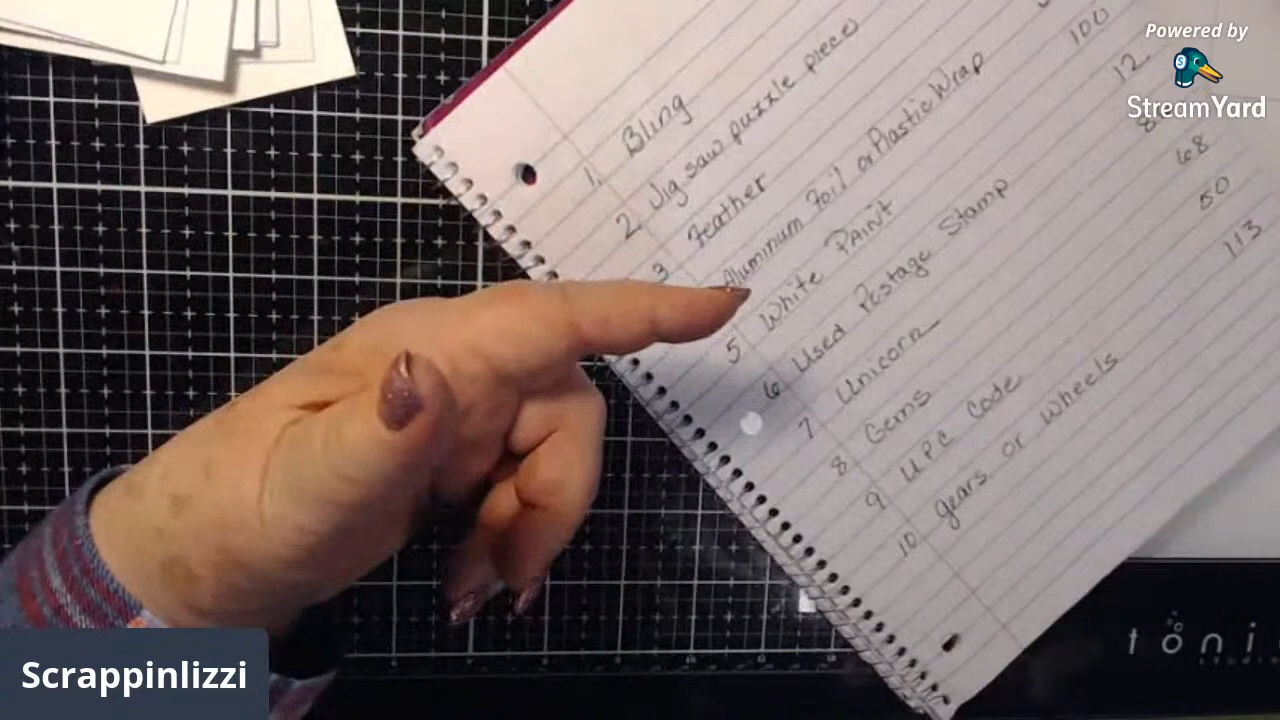 Powered by
StreamYard
1. Bling
2 Jig saw puzzle piece
3 Feather 100
Aluminum Foil or Plastic Wrap 12
5 White PAINT 8
6 Used Postage Stamp 68
7 Unicorn 50
8 Gems 113
9 UPC Code
10 gears or wheels
toni
STUDIO
Scrappinlizzi